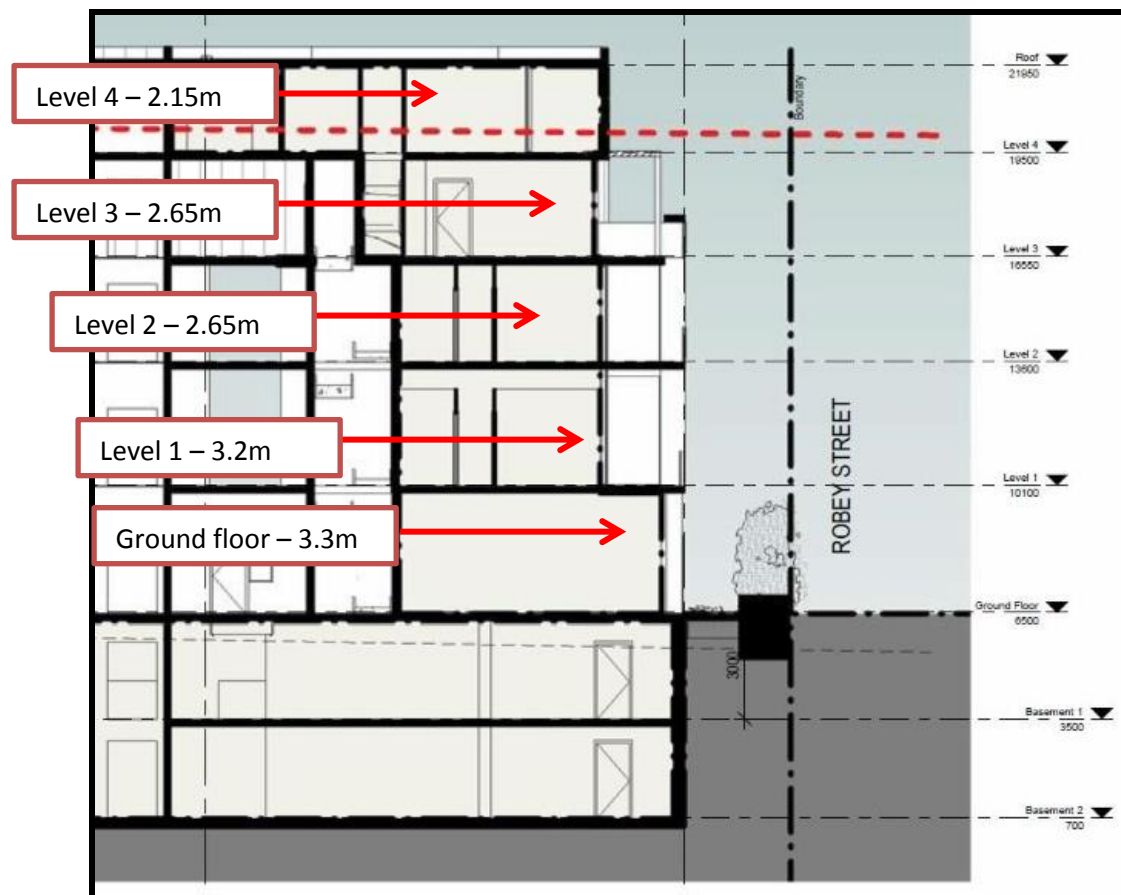 Roof
21950
Level 4 – 2.15m
Boundary
Level 4
19500
Level 3 – 2.65m
Level 3
16550
Level 2 – 2.65m
Level 2
13600
Level 1 – 3.2m
ROBEY STREET
Level 1
10100
Ground floor – 3.3m
Ground Floor
6500
3000
Basement 1
3500
Basement 2
700